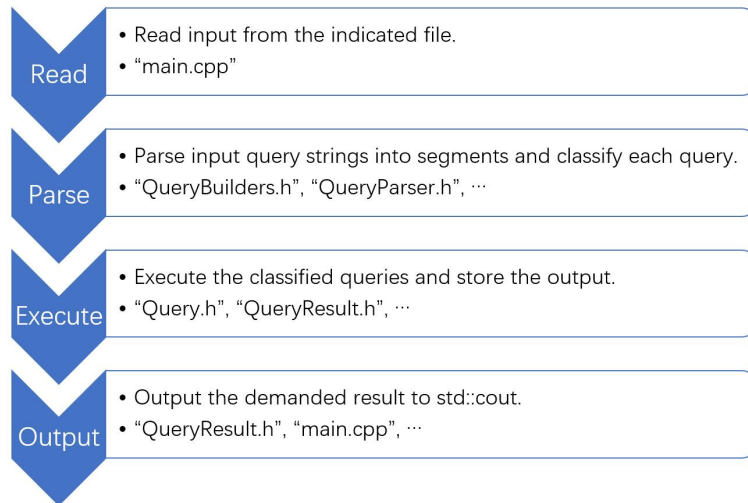 Read
• Read input from the indicated file.
• “main.cpp”
Parse
• Parse input query strings into segments and classify each query.
• “QueryBuilders.h”, “QueryParser.h”, ⋯
Execute
• Execute the classified queries and store the output.
• “Query.h”, “QueryResult.h”, ⋯
Output
• Output the demanded result to std::cout.
• “QueryResult.h”, “main.cpp”, ⋯